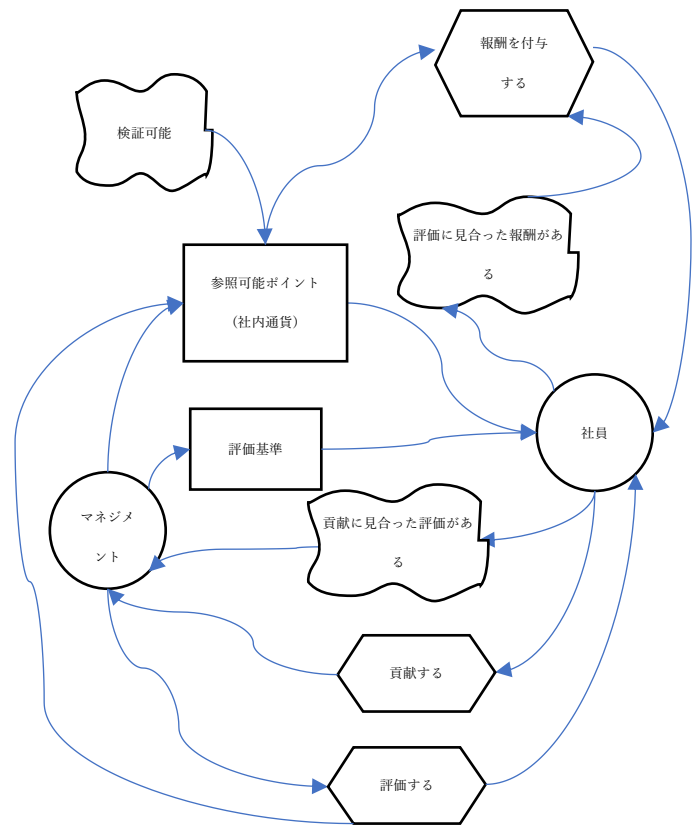 報酬を付与
する
検証可能
評価に見合った報酬があ
る
参照可能ポイント
（社内通貨）
社員
評価基準
マネジメ
ント
貢献に見合った評価があ
る
貢献する
評価する